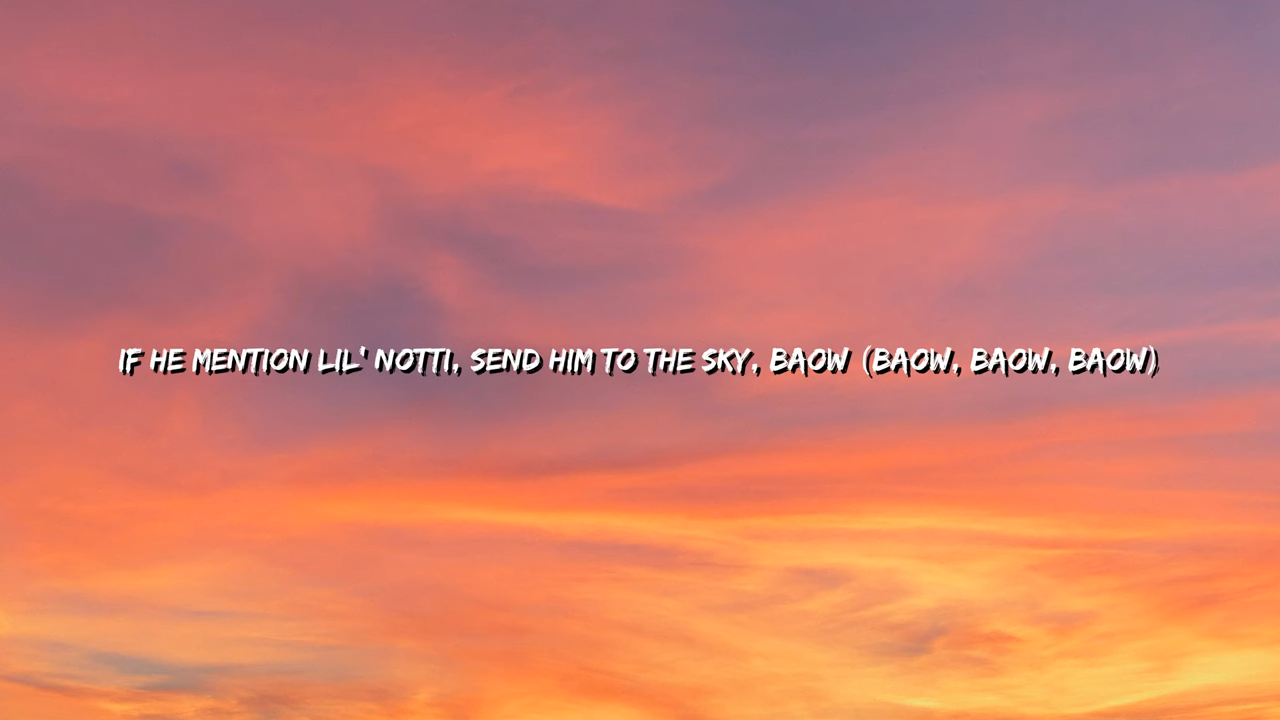 IF HE MENTION LIL' NOTTI, SEND HIM TO THE SKY, BAOW (BAOW, BAOW, BAOW)